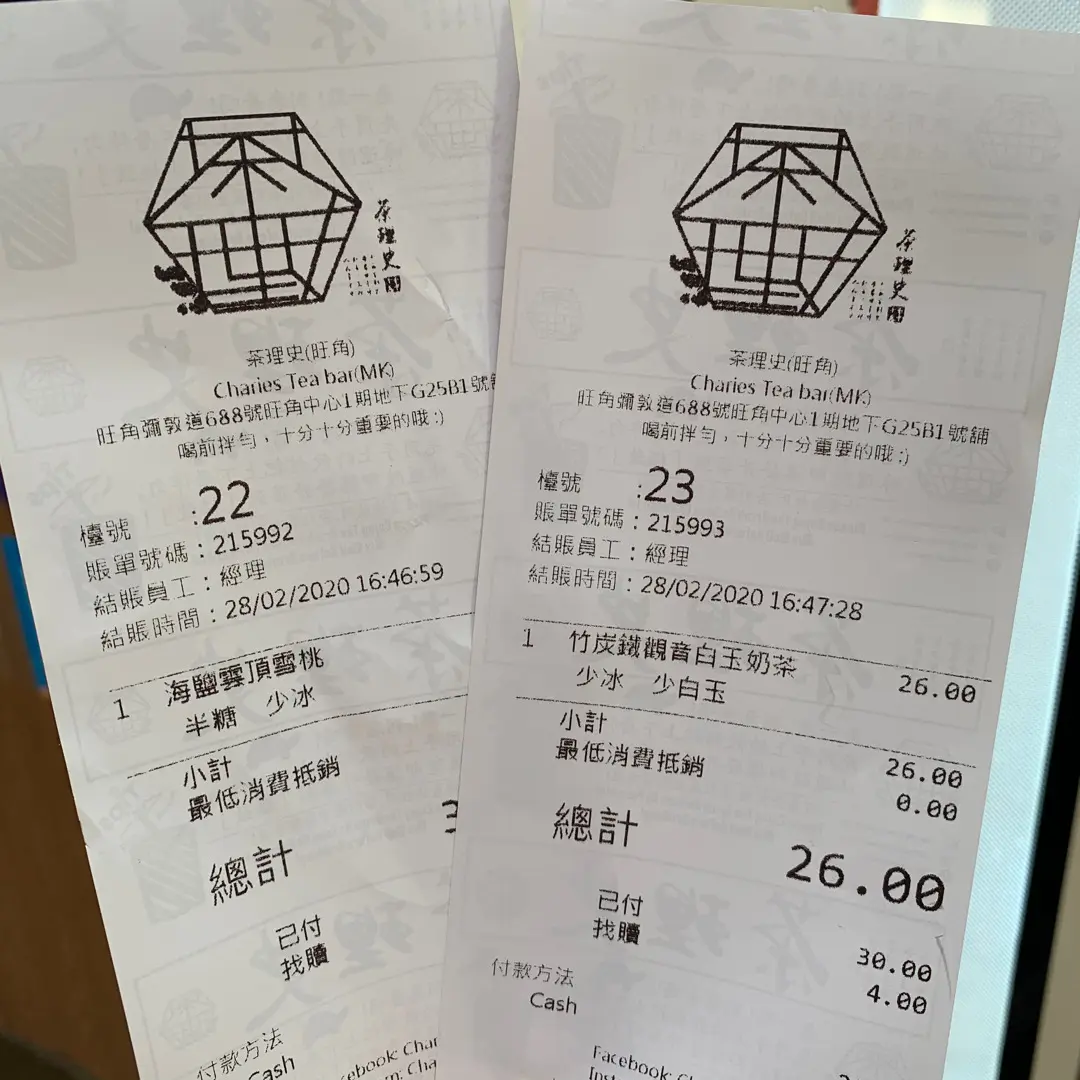 茶理史
茶理史(旺角)
Charies Tea bar(MK)
旺角彌敦道688號旺角中心1期地下G25B1號舖
喝前拌勻，十分十分重要的哦:)
檯號 :22
賬單號碼：215992
結賬員工：經理
結賬時間：28/02/2020 16:46:59
1 海鹽雲頂雪桃
半糖 少冰
小計
最低消費抵銷
總計 3
已付
找贖
付款方法
Cash
茶理史
茶理史(旺角)
Charies Tea bar(MK)
旺角彌敦道688號旺角中心1期地下G25B1號舖
喝前拌勻，十分十分重要的哦:)
檯號 :23
賬單號碼：215993
結賬員工：經理
結賬時間：28/02/2020 16:47:28
1 竹炭鐵觀音白玉奶茶 26.00
少冰 少白玉
小計 26.00
最低消費抵銷 0.00
總計 26.00
已付 30.00
找贖 4.00
付款方法
Cash
Facebook: